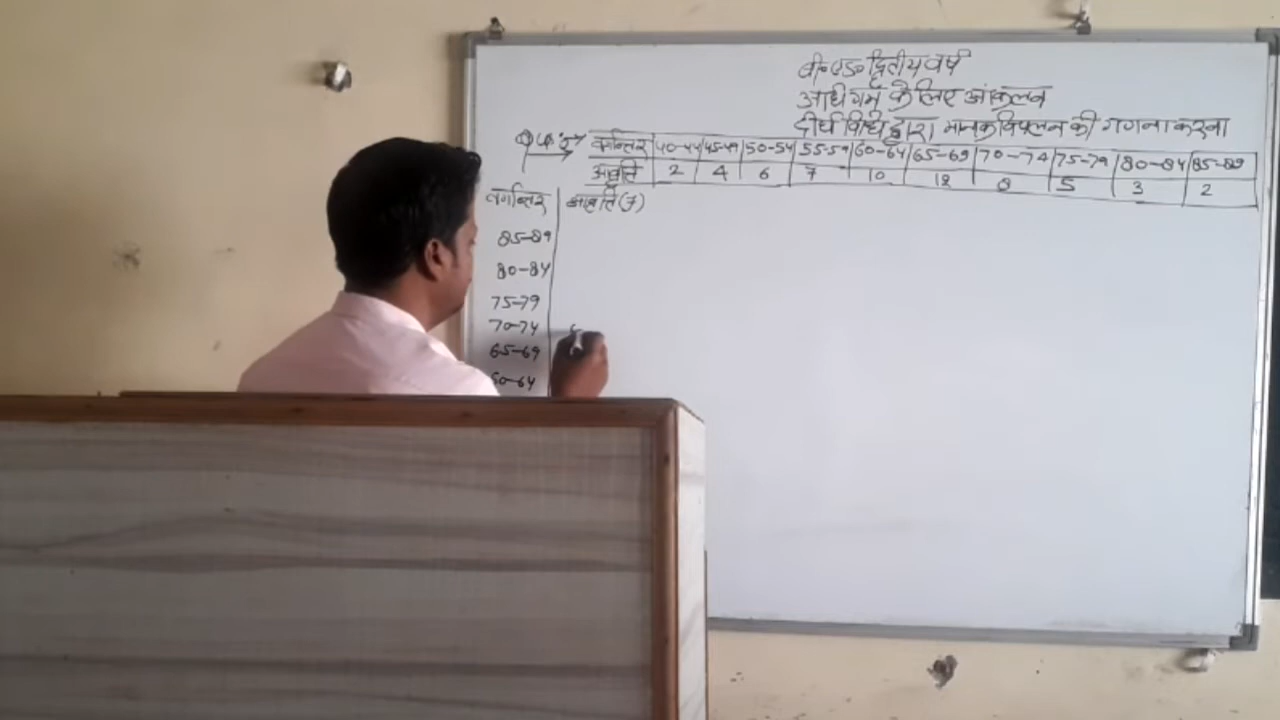 बी०एड० द्वितीय वर्ष
अधिगम के लिए आंकलन
दीर्घ विधि द्वारा मानक विचलन की गणना करना
वर्गान्तर 40-44 45-49 50-54 55-59 60-64 65-69 70-74 75-79 80-84 85-89
आवृत्ति 2 4 6 7 10 12 8 5 3 2
वर्गान्तर आवृत्ति (f)
85-89
80-84
75-79
70-74
65-69
60-64